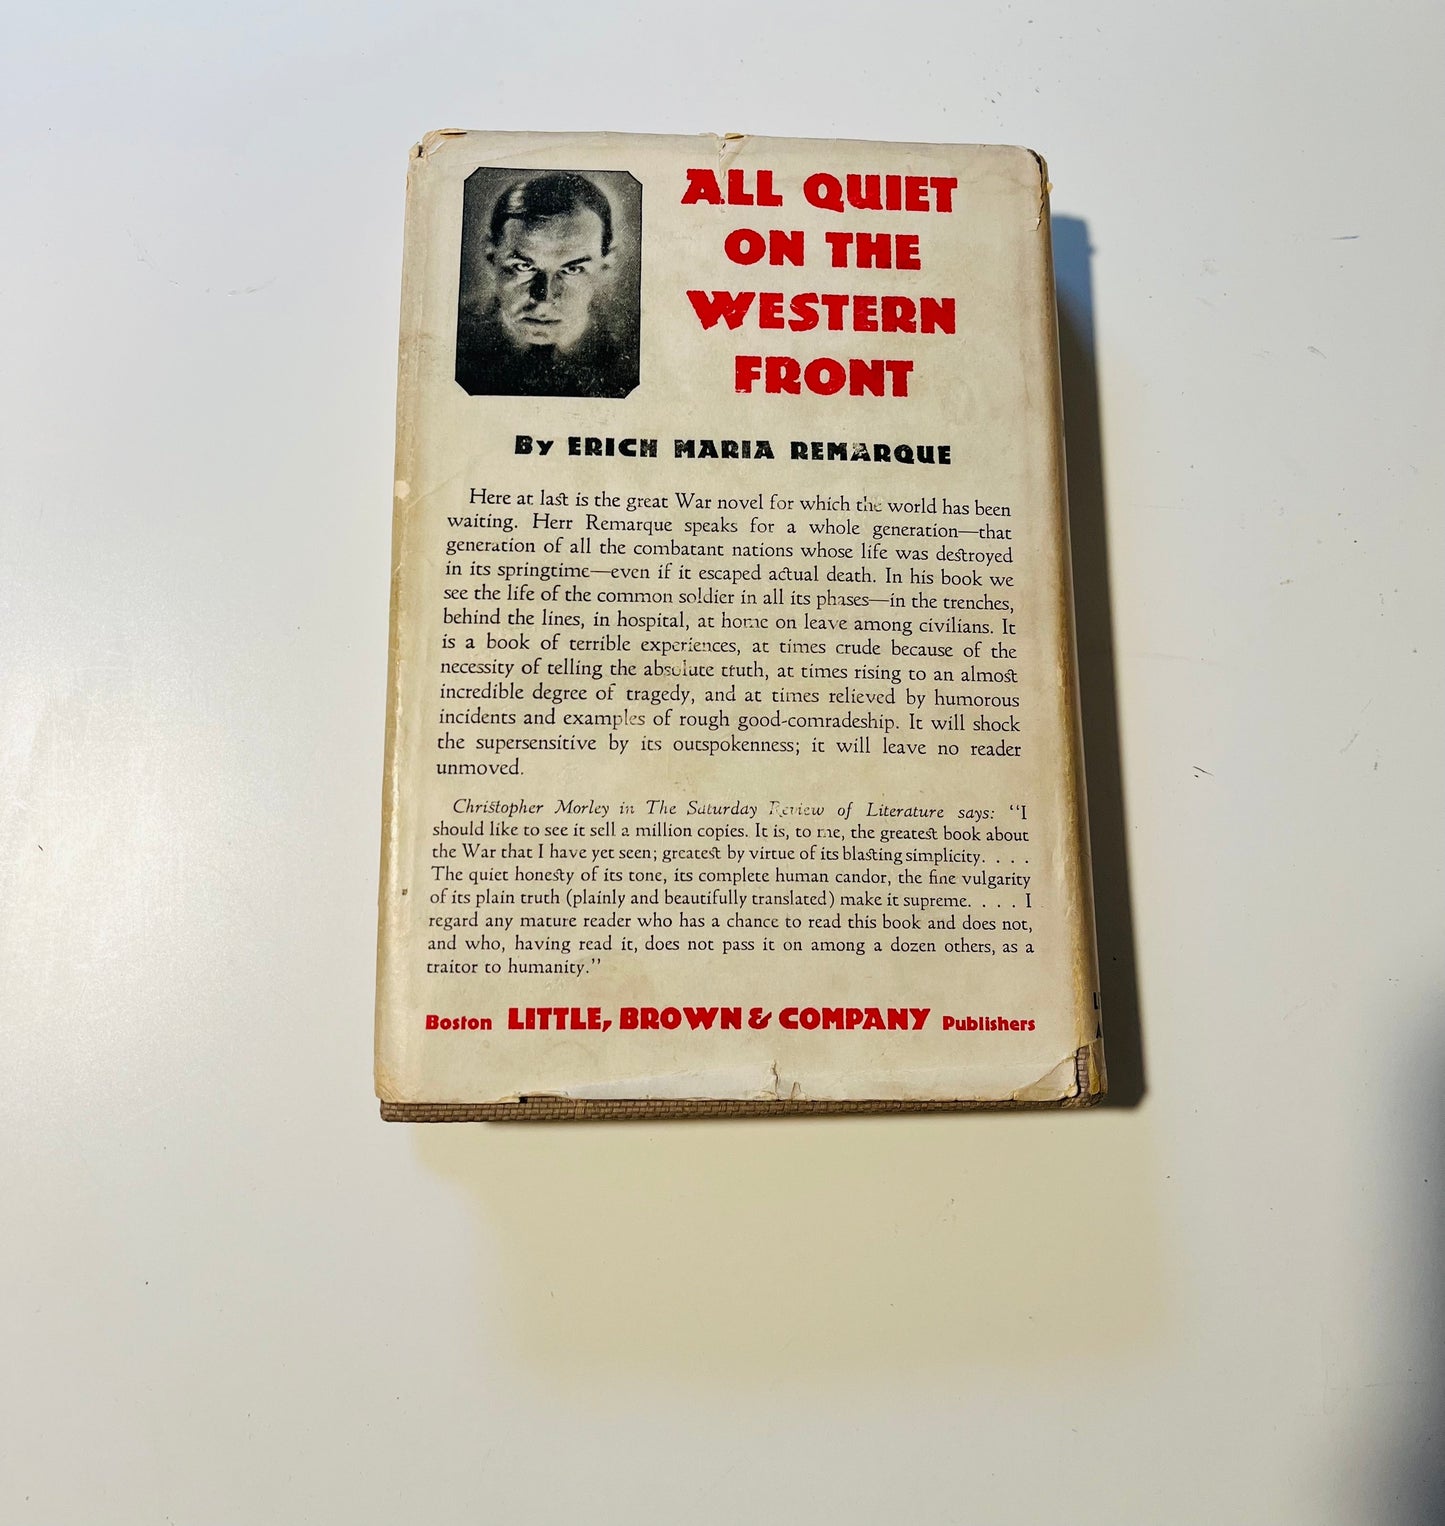 ALL QUIET
ON THE
WESTERN
FRONT
By ERICH MARIA REMARQUE
Here at last is the great War novel for which the world has been
waiting. Herr Remarque speaks for a whole generation—that
generation of all the combatant nations whose life was destroyed
in its springtime—even if it escaped actual death. In his book we
see the life of the common soldier in all its phases—in the trenches,
behind the lines, in hospital, at home on leave among civilians. It
is a book of terrible experiences, at times crude because of the
necessity of telling the absolute truth, at times rising to an almost
incredible degree of tragedy, and at times relieved by humorous
incidents and examples of rough good-comradeship. It will shock
the supersensitive by its outspokenness; it will leave no reader
unmoved.
Christopher Morley in The Saturday Review of Literature says: “I
should like to see it sell a million copies. It is, to me, the greatest book about
the War that I have yet seen; greatest by virtue of its blasting simplicity. . . .
The quiet honesty of its tone, its complete human candor, the fine vulgarity
of its plain truth (plainly and beautifully translated) make it supreme. . . . I
regard any mature reader who has a chance to read this book and does not,
and who, having read it, does not pass it on among a dozen others, as a
traitor to humanity.”
Boston LITTLE, BROWN & COMPANY Publishers